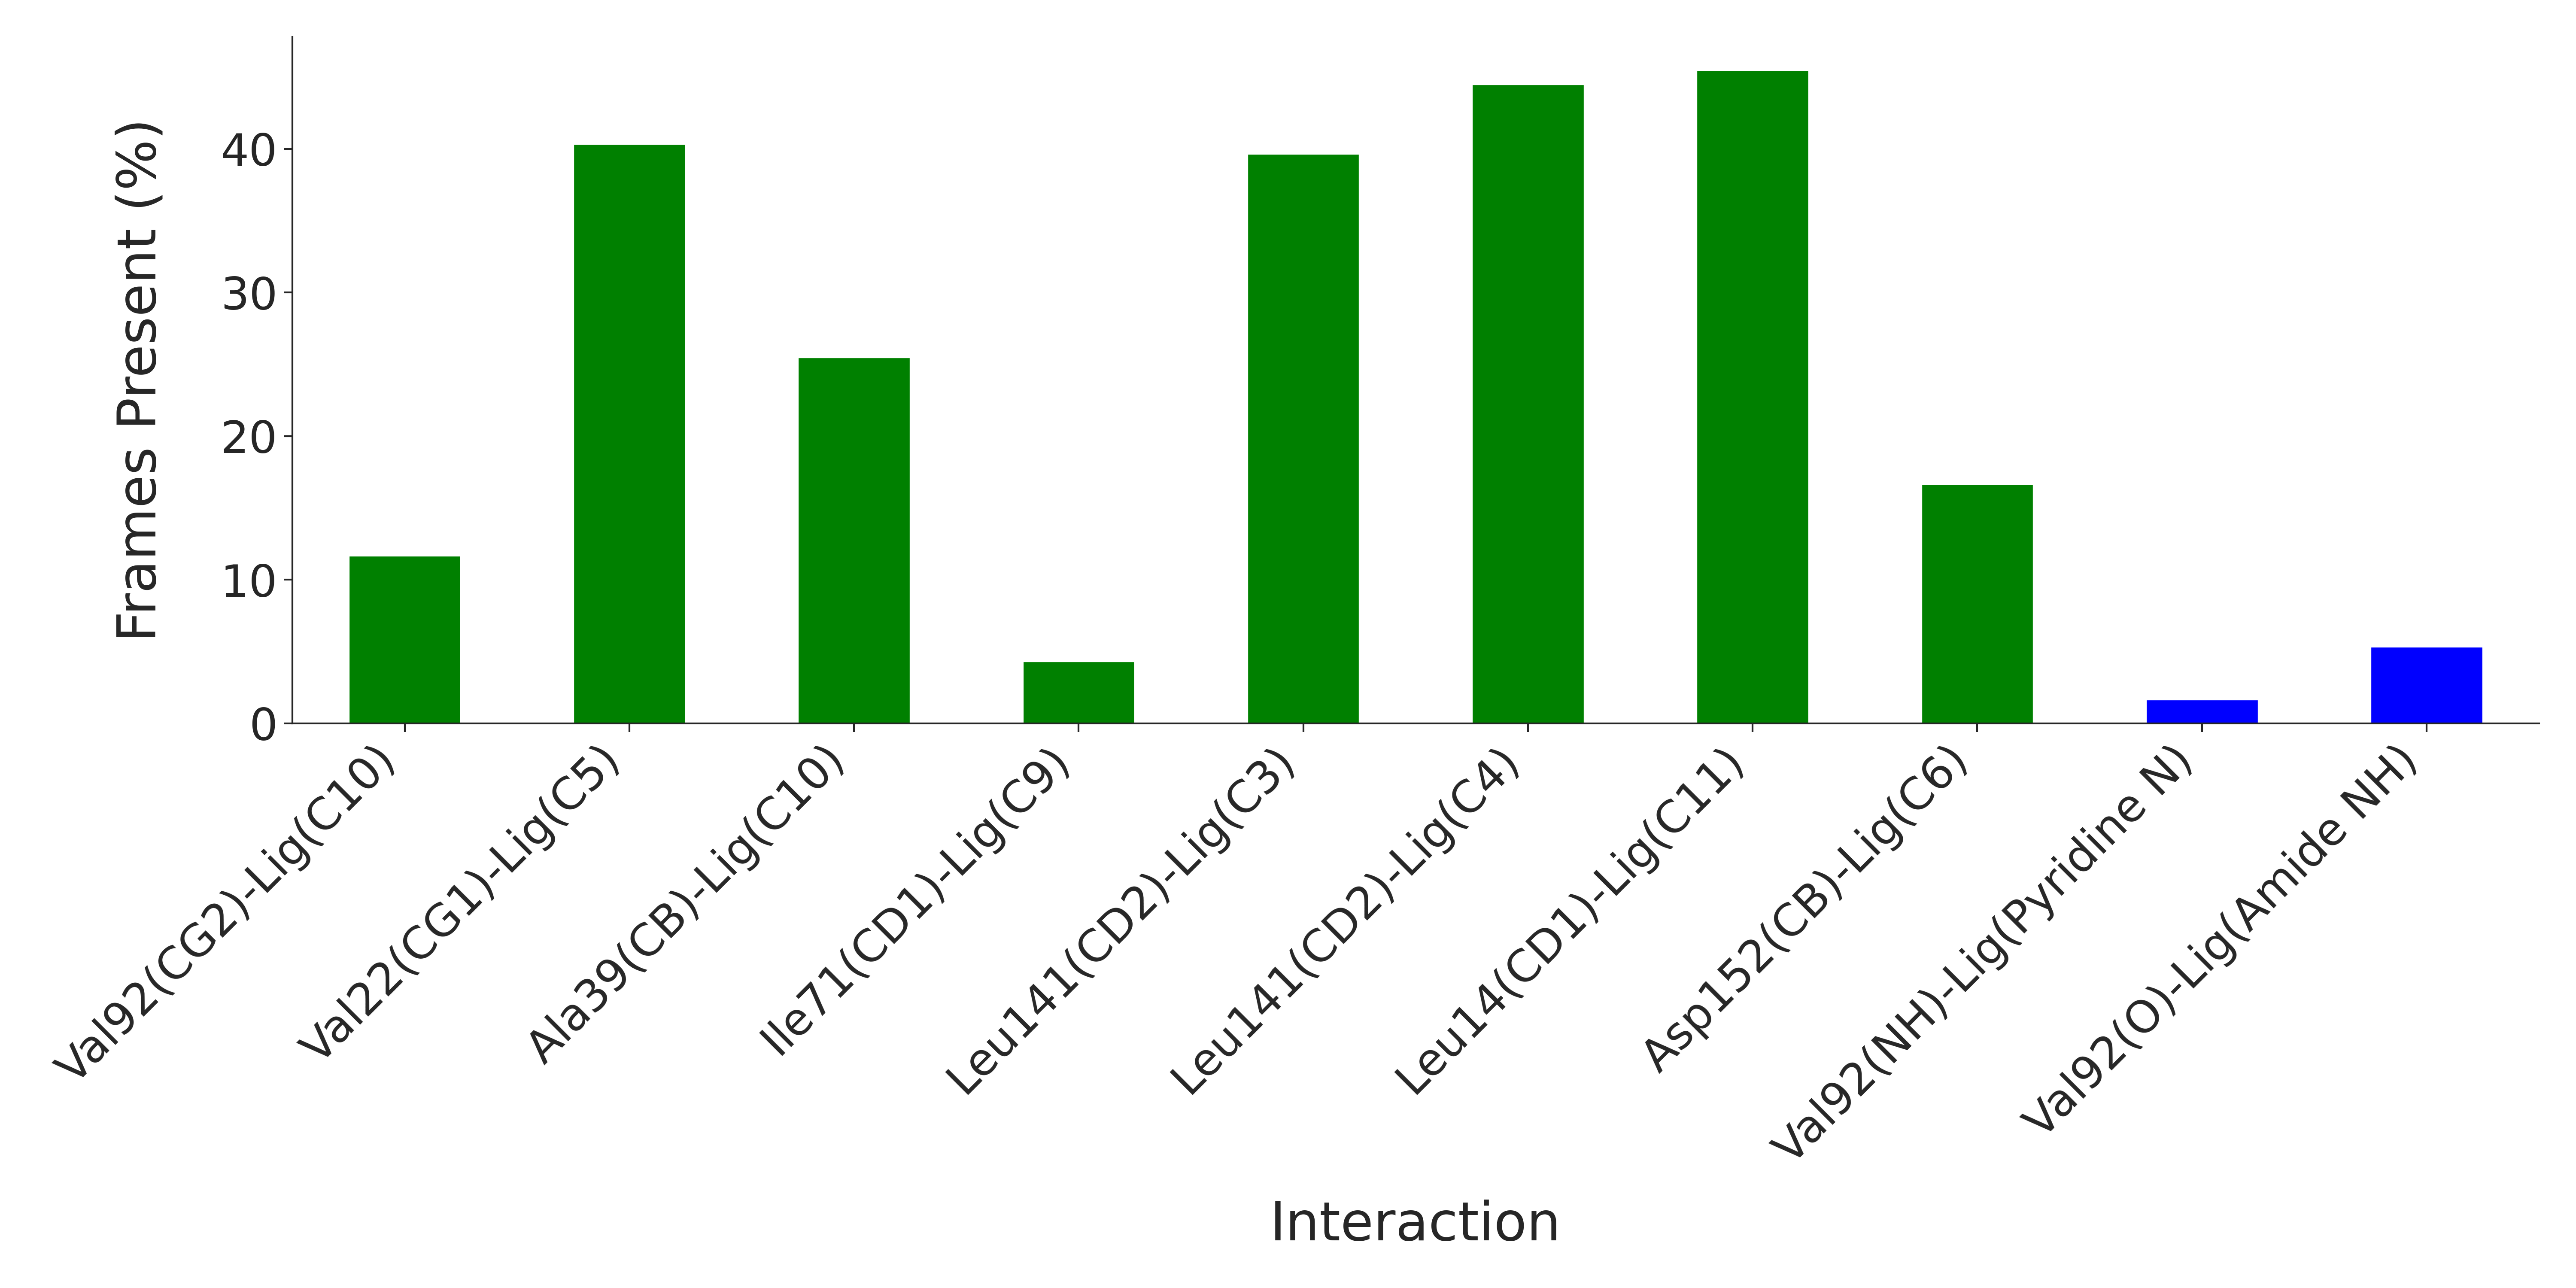 Frames Present (%)
40
30
20
10
0
Val92(CG2)-Lig(C10)
Val22(CG1)-Lig(C5)
Ala39(CB)-Lig(C10)
Ile71(CD1)-Lig(C9)
Leu141(CD2)-Lig(C3)
Leu141(CD2)-Lig(C4)
Leu14(CD1)-Lig(C11)
Asp152(CB)-Lig(C6)
Val92(NH)-Lig(Pyridine N)
Val92(O)-Lig(Amide NH)
Interaction